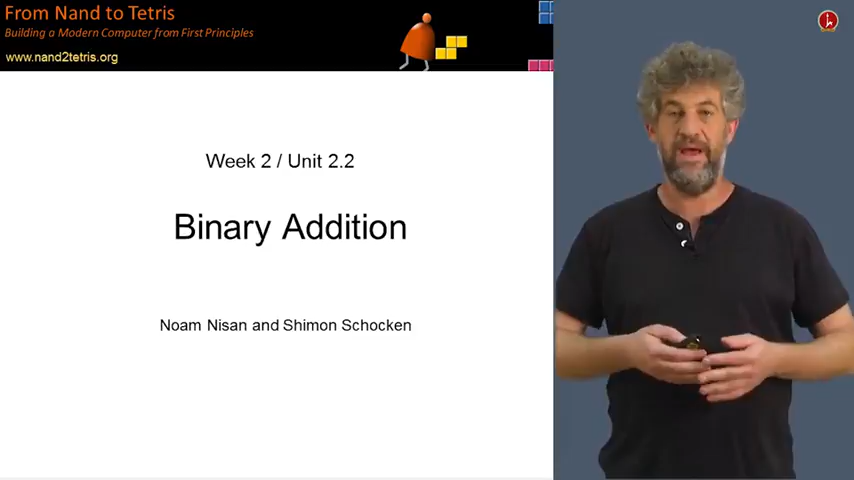 From Nand to Tetris
Building a Modern Computer from First Principles
www.nand2tetris.org
Week 2 / Unit 2.2
Binary Addition
Noam Nisan and Shimon Schocken